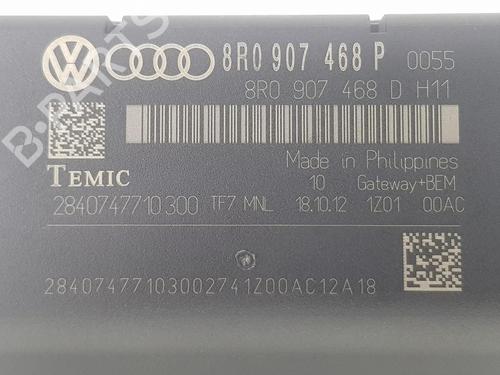 8R0 907 468 P 0055
8R0 907 468 D H11
Made in Philippines
TEMIC
10 Gateway+BEM
2840747710300 TF7 MNL 18.10.12 1Z01 00AC
28407477103002741Z00AC12A18
B-PARTS